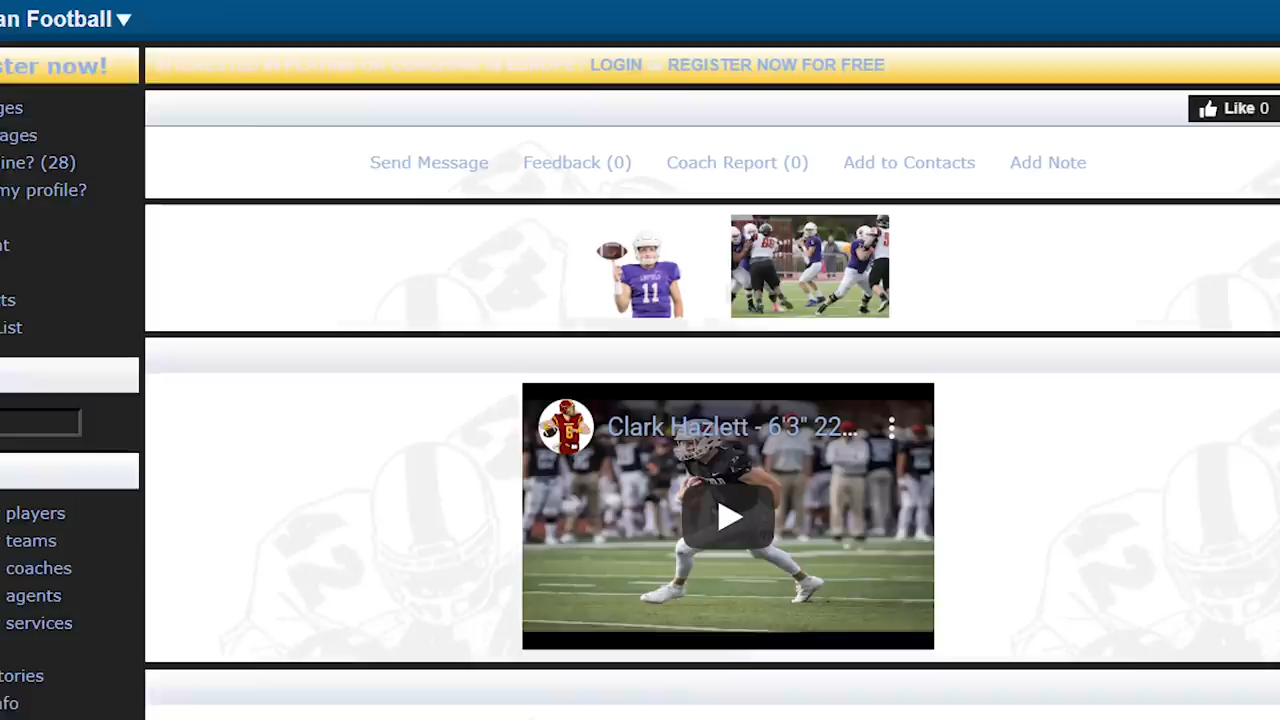 an Football ▼
ster now!
LOGIN REGISTER NOW FOR FREE
ges
Like 0
ages
ine? (28)
Send Message Feedback (0) Coach Report (0) Add to Contacts Add Note
my profile?
nt
ts
List
11
Clark Hazlett - 6'3" 22...
players
teams
coaches
agents
services
tories
nfo